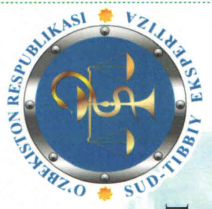 O'ZBEKISTON RESPUBLIKASI
SUD-TIBBIY EKSPERTIZA